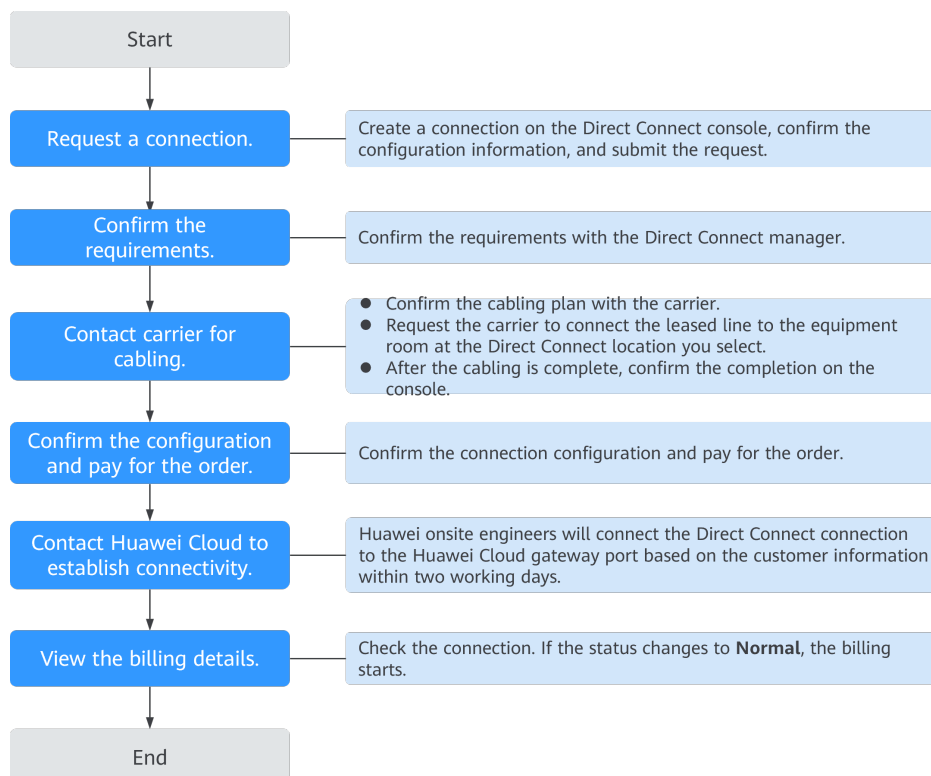 Start
Request a connection.
Create a connection on the Direct Connect console, confirm the
configuration information, and submit the request.
Confirm the
requirements.
Confirm the requirements with the Direct Connect manager.
Contact carrier for
cabling.
● Confirm the cabling plan with the carrier.
● Request the carrier to connect the leased line to the equipment
room at the Direct Connect location you select.
● After the cabling is complete, confirm the completion on the
console.
Confirm the configuration
and pay for the order.
Confirm the connection configuration and pay for the order.
Contact Huawei Cloud to
establish connectivity.
Huawei onsite engineers will connect the Direct Connect connection
to the Huawei Cloud gateway port based on the customer information
within two working days.
View the billing details.
Check the connection. If the status changes to Normal, the billing
starts.
End